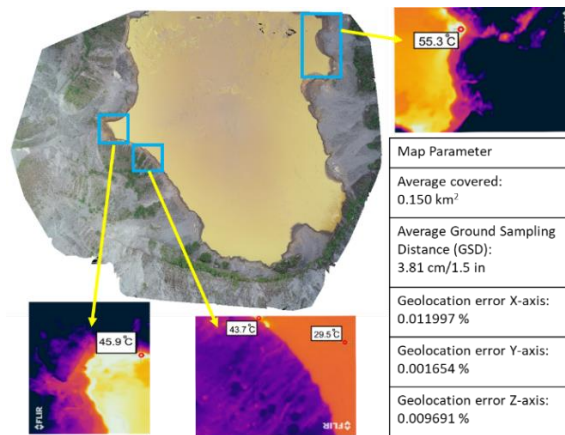 55.3°C
Map Parameter
Average covered:
0.150 km²
Average Ground Sampling
Distance (GSD):
3.81 cm/1.5 in
Geolocation error X-axis:
0.011997 %
Geolocation error Y-axis:
0.001654 %
Geolocation error Z-axis:
0.009691 %
45.9°C
FLIR
43.7°C
29.5°C
FLIR